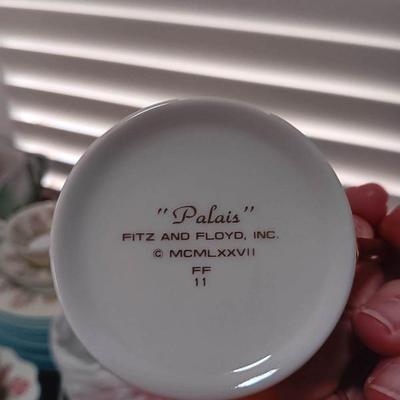 "Palais"
FITZ AND FLOYD, INC.
© MCMLXXVII
FF
11